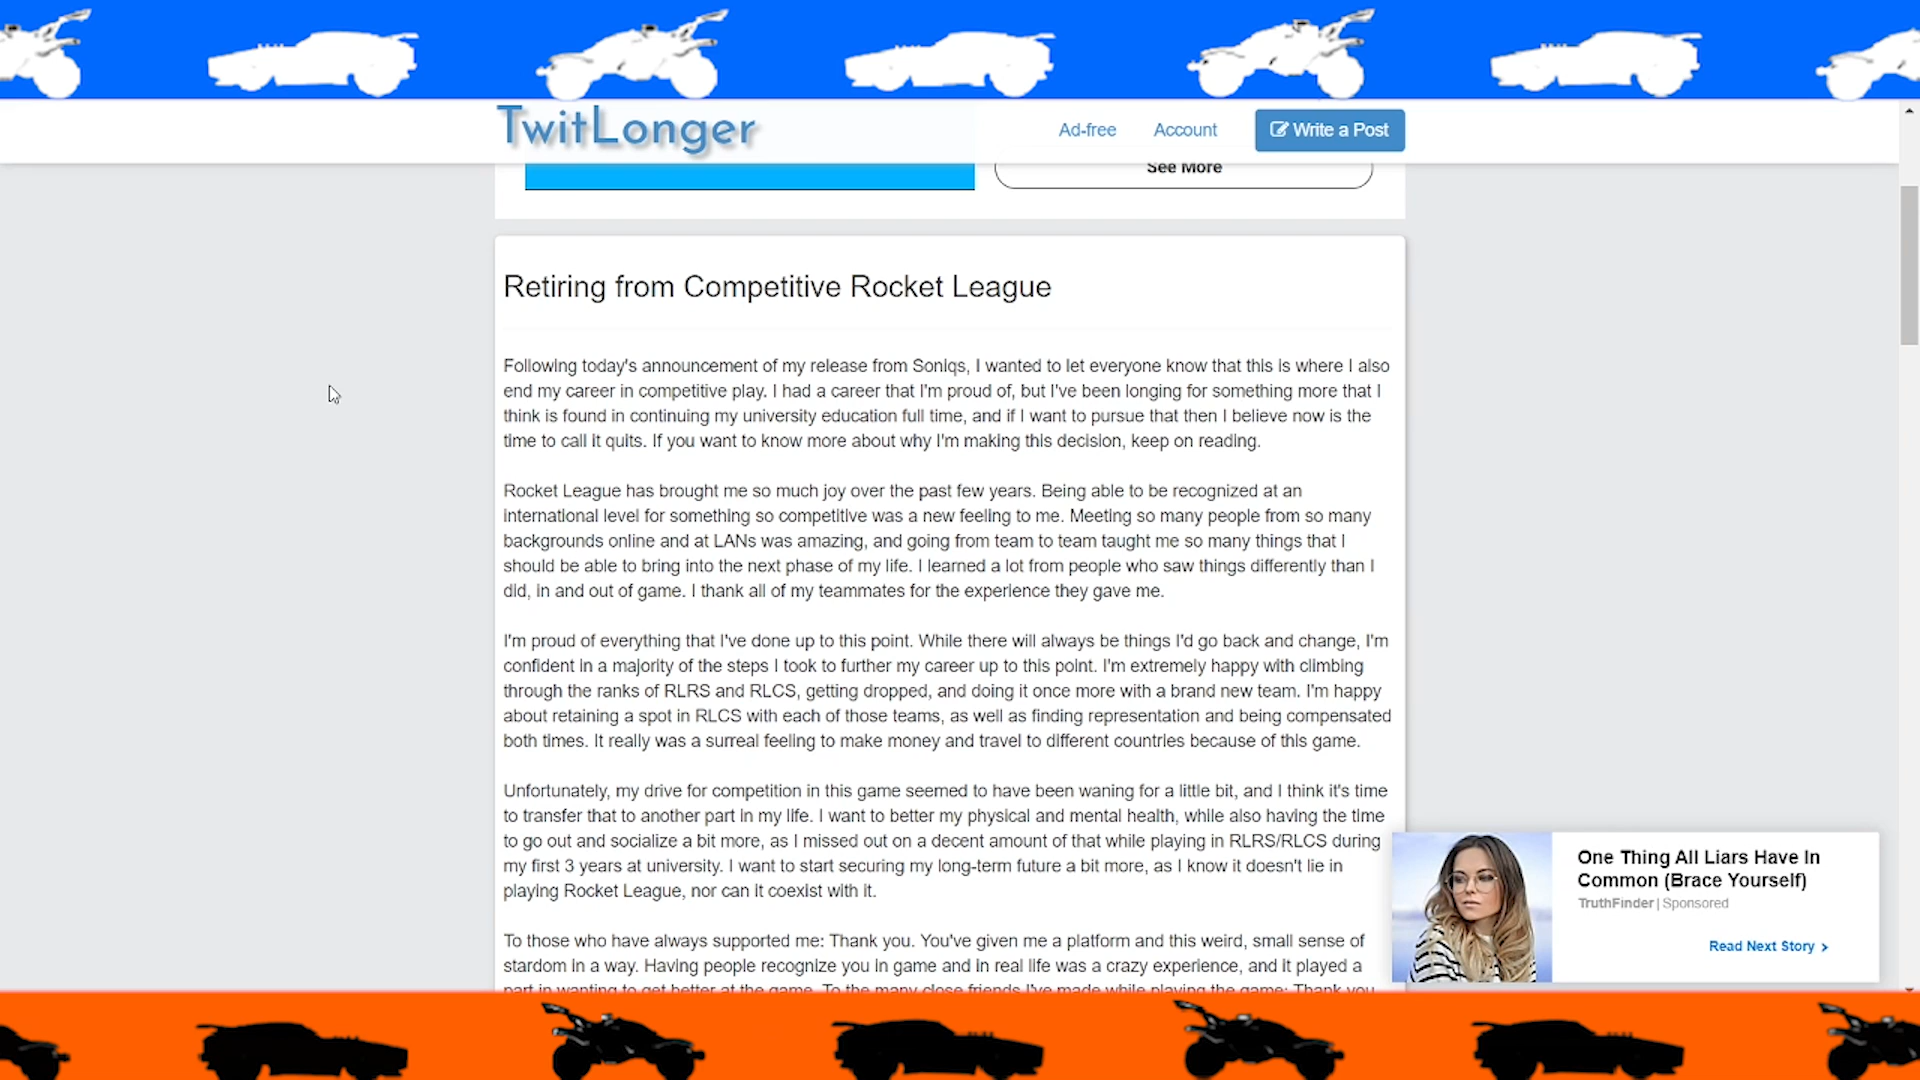 TwitLonger
Ad-free
Account
Write a Post
See More
Retiring from Competitive Rocket League
Following today's announcement of my release from Soniqs, I wanted to let everyone know that this is where I also
end my career in competitive play. I had a career that I'm proud of, but I've been longing for something more that I
think is found in continuing my university education full time, and if I want to pursue that then I believe now is the
time to call it quits. If you want to know more about why I'm making this decision, keep on reading.
Rocket League has brought me so much joy over the past few years. Being able to be recognized at an
international level for something so competitive was a new feeling to me. Meeting so many people from so many
backgrounds online and at LANs was amazing, and going from team to team taught me so many things that I
should be able to bring into the next phase of my life. I learned a lot from people who saw things differently than I
did, in and out of game. I thank all of my teammates for the experience they gave me.
I'm proud of everything that I've done up to this point. While there will always be things I'd go back and change, I'm
confident in a majority of the steps I took to further my career up to this point. I'm extremely happy with climbing
through the ranks of RLRS and RLCS, getting dropped, and doing it once more with a brand new team. I'm happy
about retaining a spot in RLCS with each of those teams, as well as finding representation and being compensated
both times. It really was a surreal feeling to make money and travel to different countries because of this game.
Unfortunately, my drive for competition in this game seemed to have been waning for a little bit, and I think it's time
to transfer that to another part in my life. I want to better my physical and mental health, while also having the time
to go out and socialize a bit more, as I missed out on a decent amount of that while playing in RLRS/RLCS during
my first 3 years at university. I want to start securing my long-term future a bit more, as I know it doesn't lie in
playing Rocket League, nor can it coexist with it.
To those who have always supported me: Thank you. You've given me a platform and this weird, small sense of
stardom in a way. Having people recognize you in game and in real life was a crazy experience, and it played a
part in wanting to get better at the game. To the many close friends I've made while playing the game: Thank you
One Thing All Liars Have In
Common (Brace Yourself)
TruthFinder | Sponsored
Read Next Story >